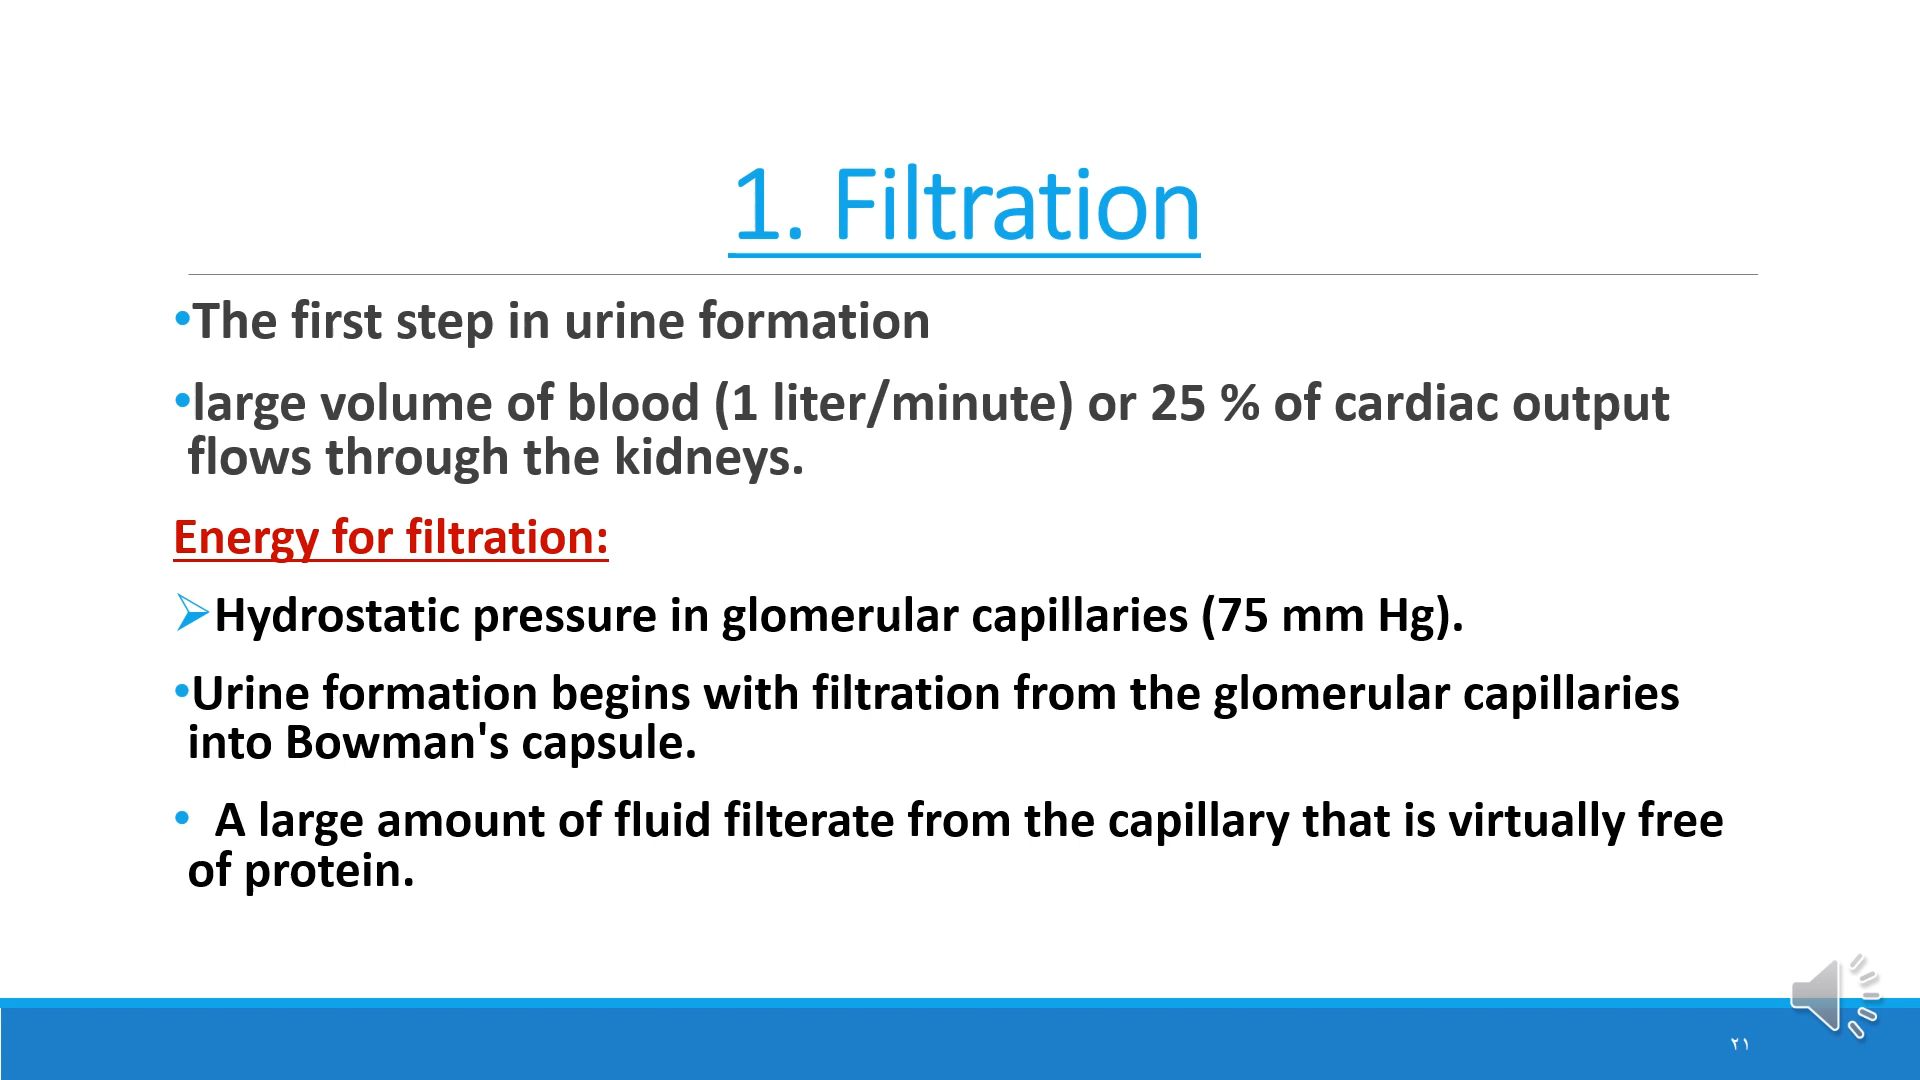 1. Filtration
•The first step in urine formation
•large volume of blood (1 liter/minute) or 25 % of cardiac output
flows through the kidneys.
Energy for filtration:
➢Hydrostatic pressure in glomerular capillaries (75 mm Hg).
•Urine formation begins with filtration from the glomerular capillaries
into Bowman's capsule.
• A large amount of fluid filterate from the capillary that is virtually free
of protein.
٢١